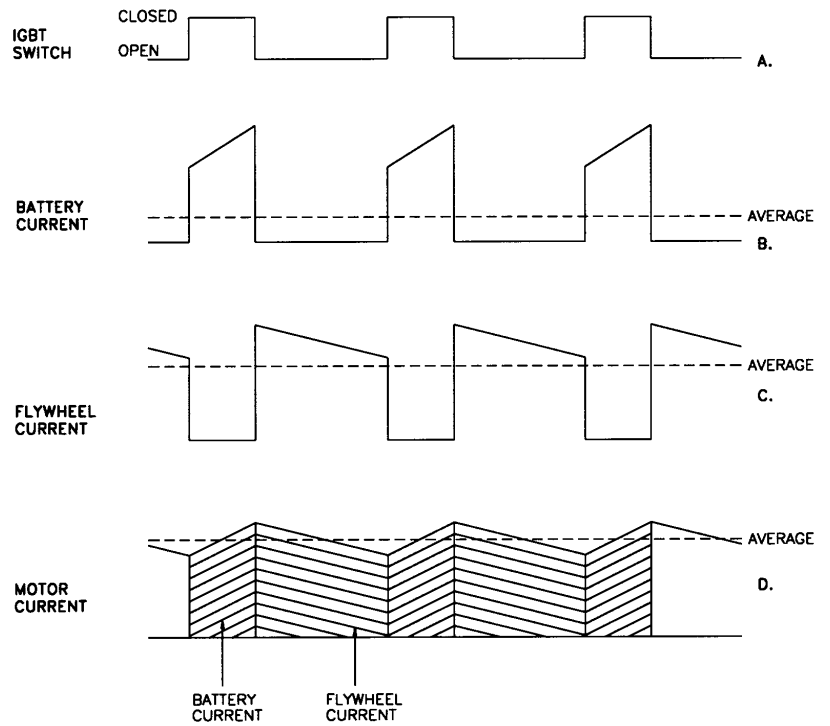 CLOSED
IGBT
SWITCH
OPEN
A.
BATTERY
CURRENT
AVERAGE
B.
AVERAGE
C.
FLYWHEEL
CURRENT
AVERAGE
MOTOR
CURRENT
D.
BATTERY
CURRENT
FLYWHEEL
CURRENT